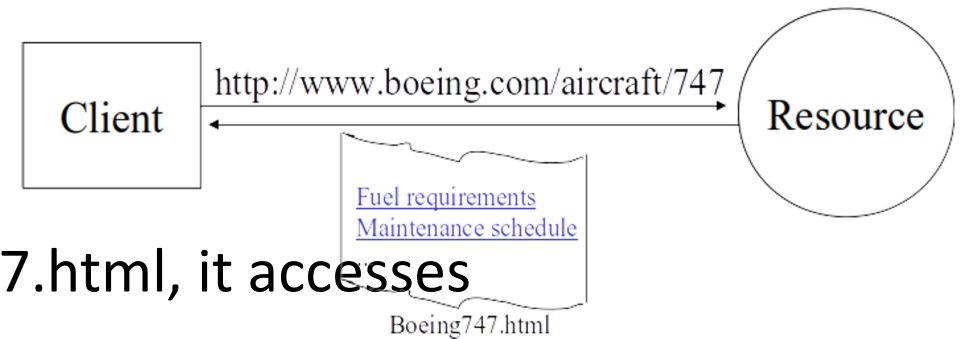 http://www.boeing.com/aircraft/747
Client
Resource
Fuel requirements
Maintenance schedule
...
7.html, it accesses
Boeing747.html